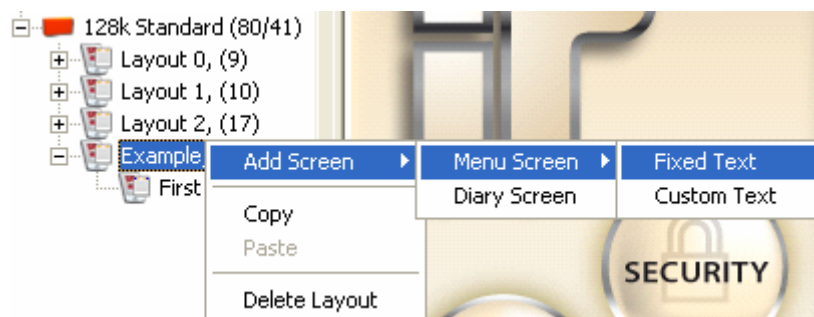 128k Standard (80/41)
Layout 0, (9)
Layout 1, (10)
Layout 2, (17)
Example
Add Screen
Menu Screen
Fixed Text
First
Diary Screen
Custom Text
Copy
Paste
SECURITY
Delete Layout